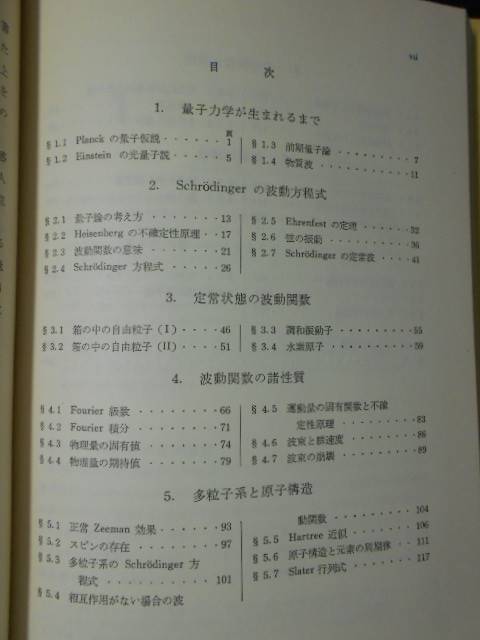 vii
目　次
1. 量子力学が生まれるまで
頁
§1.1 Planck の量子仮説 · · · · · · 1
§1.2 Einstein の光量子説 · · · · · 5
§1.3 前期量子論 · · · · · · · · · 7
§1.4 物質波 · · · · · · · · · · · 11
2. Schrödinger の波動方程式
§2.1 量子論の考え方 · · · · · · · 13
§2.2 Heisenberg の不確定性原理 · · 17
§2.3 波動関数の意味 · · · · · · · 21
§2.4 Schrödinger 方程式 · · · · · 26
§2.5 Ehrenfest の定理 · · · · · · 32
§2.6 弦の振動 · · · · · · · · · · 36
§2.7 Schrödinger の定常波 · · · · 41
3. 定常状態の波動関数
§3.1 箱の中の自由粒子 (I) · · · · 46
§3.2 箱の中の自由粒子 (II) · · · · 51
§3.3 調和振動子 · · · · · · · · · 55
§3.4 水素原子 · · · · · · · · · · 59
4. 波動関数の諸性質
§4.1 Fourier 級数 · · · · · · · · 66
§4.2 Fourier 積分 · · · · · · · · 71
§4.3 物理量の固有値 · · · · · · · 74
§4.4 物理量の期待値 · · · · · · · 79
§4.5 運動量の固有関数と不確
定性原理 · · · · · · · · 83
§4.6 波束と群速度 · · · · · · · · 86
§4.7 波束の崩壊 · · · · · · · · · 89
5. 多粒子系と原子構造
§5.1 正常 Zeeman 効果 · · · · · · 93
§5.2 スピンの存在 · · · · · · · · 97
§5.3 多粒子系の Schrödinger 方
程式 · · · · · · · · · · 101
§5.4 相互作用がない場合の波
動関数 · · · · · · · · · 104
§5.5 Hartree 近似 · · · · · · · · 106
§5.6 原子構造と元素の周期律 · · · 111
§5.7 Slater 行列式 · · · · · · · · 117